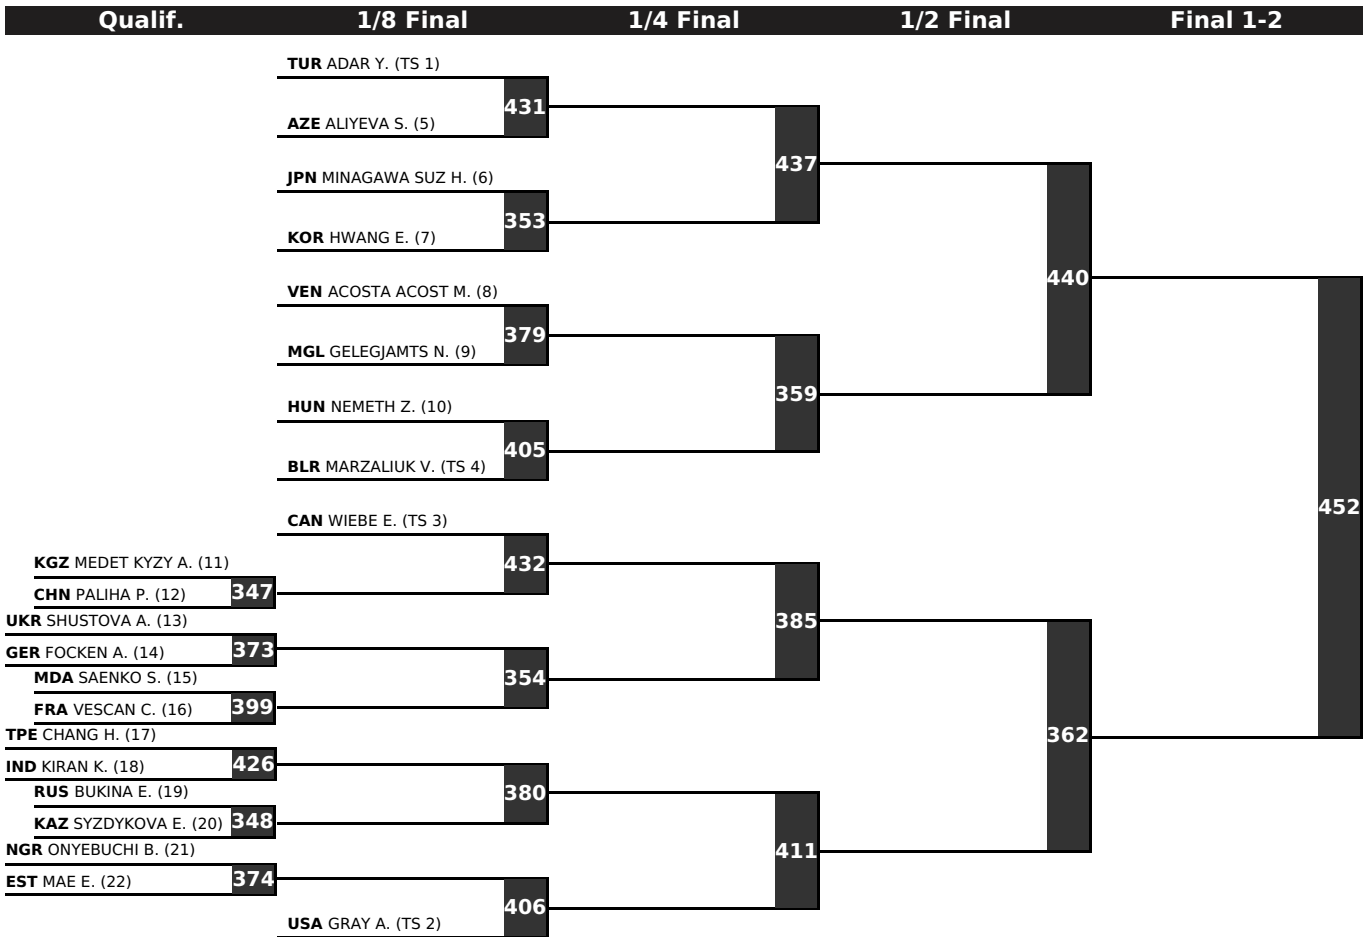 Qualif. 1/8 Final 1/4 Final 1/2 Final Final 1-2
TUR ADAR Y. (TS 1)
431
AZE ALIYEVA S. (5)
437
JPN MINAGAWA SUZ H. (6)
353
KOR HWANG E. (7)
440
VEN ACOSTA ACOST M. (8)
379
MGL GELEGJAMTS N. (9)
359
HUN NEMETH Z. (10)
405
BLR MARZALIUK V. (TS 4)
452
CAN WIEBE E. (TS 3)
432
KGZ MEDET KYZY A. (11)
347
CHN PALIHA P. (12)
385
UKR SHUSTOVA A. (13)
373
GER FOCKEN A. (14)
354
MDA SAENKO S. (15)
399
FRA VESCAN C. (16)
362
TPE CHANG H. (17)
426
IND KIRAN K. (18)
380
RUS BUKINA E. (19)
348
KAZ SYZDYKOVA E. (20)
411
NGR ONYEBUCHI B. (21)
374
EST MAE E. (22)
406
USA GRAY A. (TS 2)